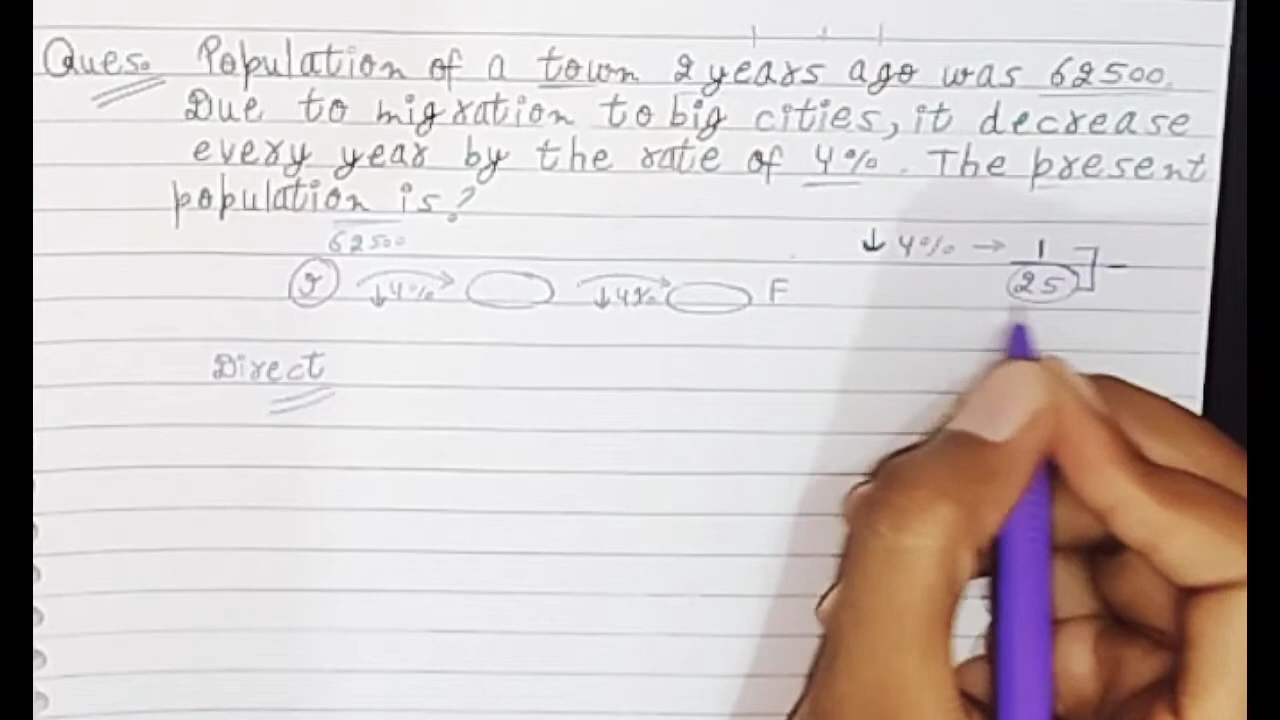 Ques. Population of a town 2 years ago was 62500.
Due to migration to big cities, it decrease
every year by the rate of 4%. The present
population is?
62500
↓ 4% → 1/25
I ↓4% ↓4% F
Direct